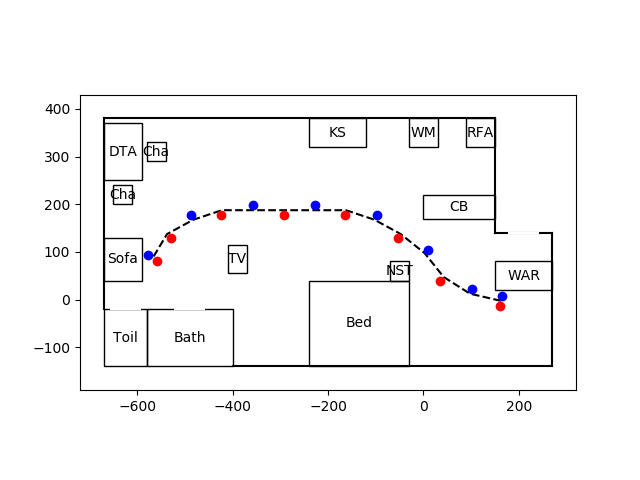 400
300
200
100
0
−100
−600
−400
−200
0
200
KS
WM
RFA
DTA
Cha
Cha
CB
Sofa
TV
NST
WAR
Toil
Bath
Bed